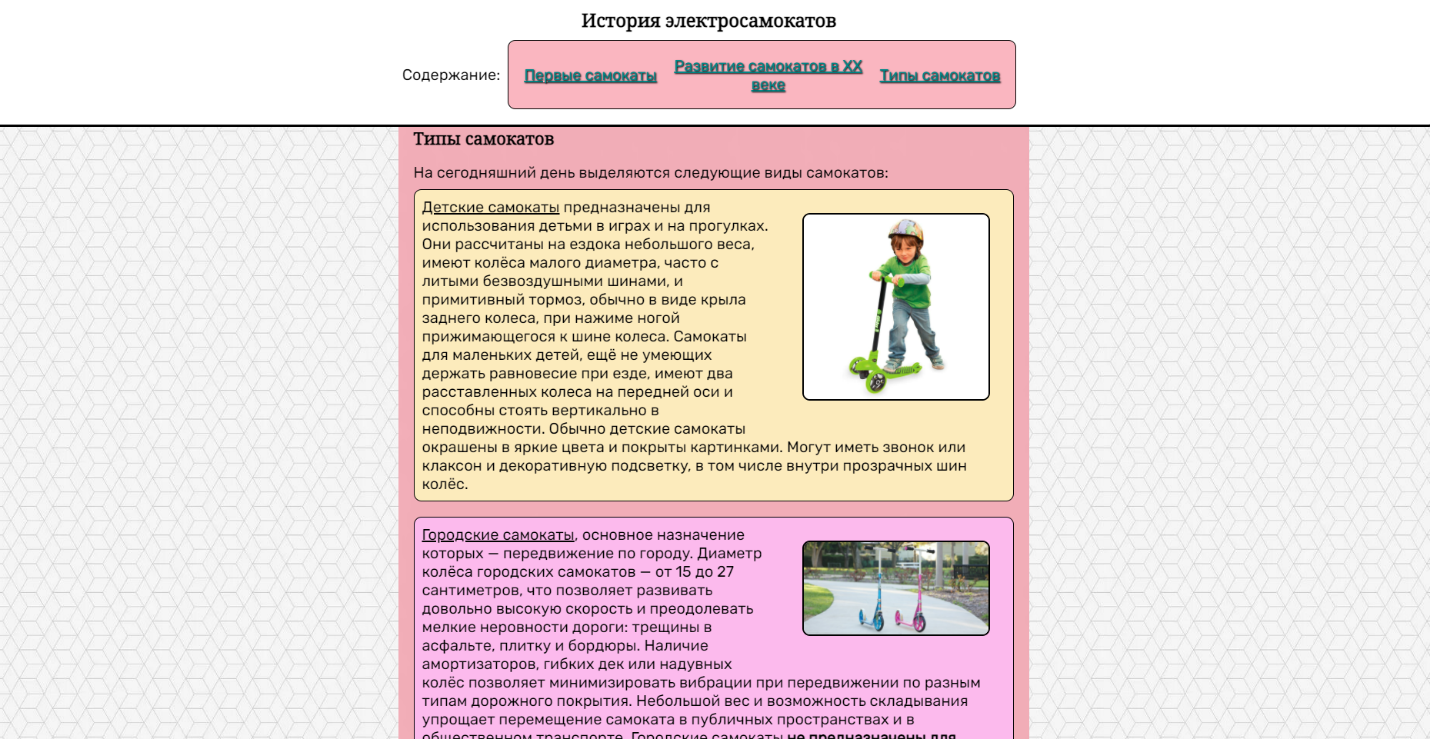 История электросамокатов
Содержание:
Первые самокаты
Развитие самокатов в XX
веке
Типы самокатов
Типы самокатов
На сегодняшний день выделяются следующие виды самокатов:
Детские самокаты предназначены для
использования детьми в играх и на прогулках.
Они рассчитаны на ездока небольшого веса,
имеют колёса малого диаметра, часто с
литыми безвоздушными шинами, и
примитивный тормоз, обычно в виде крыла
заднего колеса, при нажиме ногой
прижимающегося к шине колеса. Самокаты
для маленьких детей, ещё не умеющих
держать равновесие при езде, имеют два
расставленных колеса на передней оси и
способны стоять вертикально в
неподвижности. Обычно детские самокаты
окрашены в яркие цвета и покрыты картинками. Могут иметь звонок или
клаксон и декоративную подсветку, в том числе внутри прозрачных шин
колёс.
Городские самокаты, основное назначение
которых — передвижение по городу. Диаметр
колёса городских самокатов — от 15 до 27
сантиметров, что позволяет развивать
довольно высокую скорость и преодолевать
мелкие неровности дороги: трещины в
асфальте, плитку и бордюры. Наличие
амортизаторов, гибких дек или надувных
колёс позволяет минимизировать вибрации при передвижении по разным
типам дорожного покрытия. Небольшой вес и возможность складывания
упрощает перемещение самоката в публичных пространствах и в
общественном транспорте. Городские самокаты не предназначены для